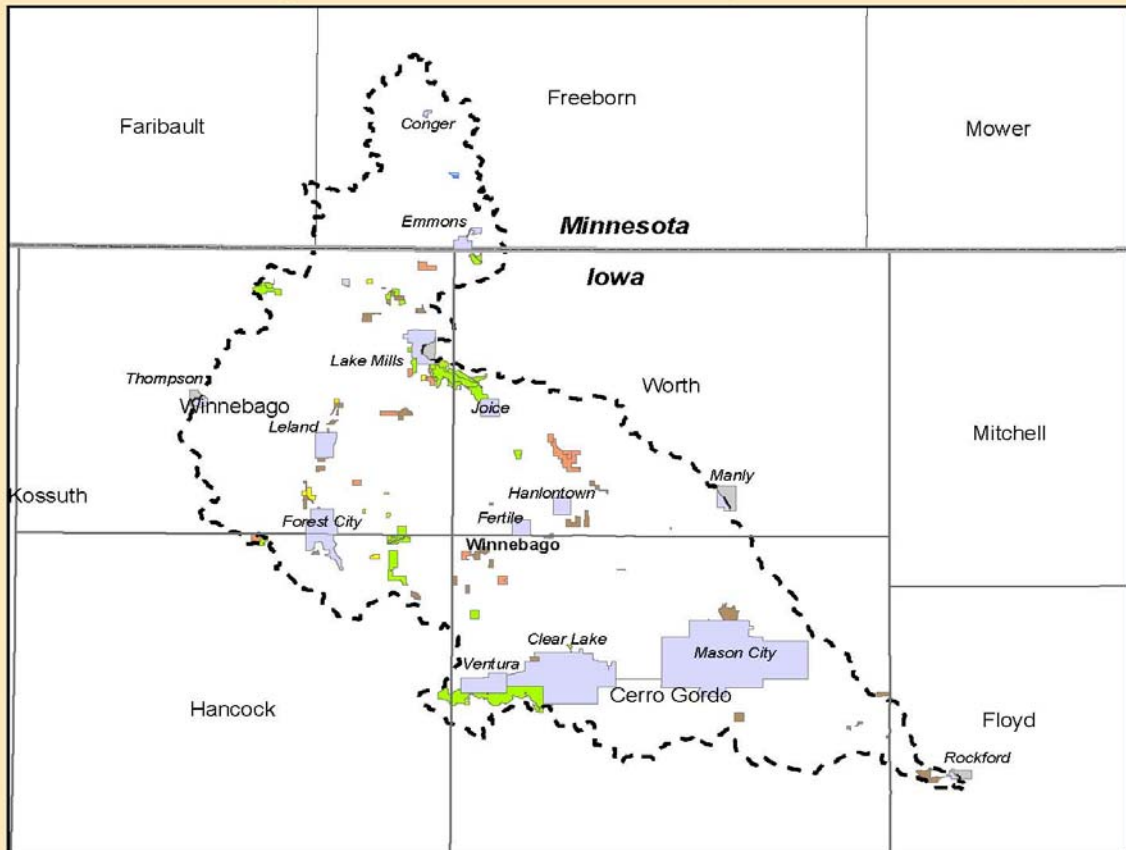 Freeborn
Faribault
Conger
Mower
Emmons
Minnesota
Iowa
Lake Mills
Thompson
Winnebago
Worth
Joice
Leland
Mitchell
Manly
Kossuth
Hanlontown
Fertile
Forest City
Winnebago
Clear Lake
Mason City
Ventura
Cerro Gordo
Hancock
Floyd
Rockford